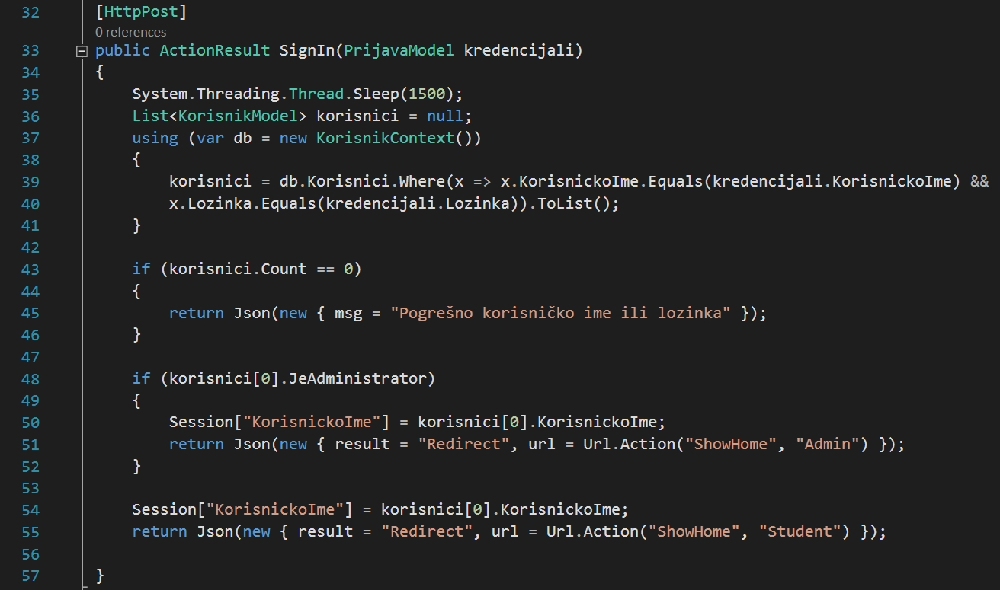 32 [HttpPost]
0 references
33 public ActionResult SignIn(PrijavaModel kredencijali)
34 {
35 System.Threading.Thread.Sleep(1500);
36 List<KorisnikModel> korisnici = null;
37 using (var db = new KorisnikContext())
38 {
39 korisnici = db.Korisnici.Where(x => x.KorisnickoIme.Equals(kredencijali.KorisnickoIme) &&
40 x.Lozinka.Equals(kredencijali.Lozinka)).ToList();
41 }
42
43 if (korisnici.Count == 0)
44 {
45 return Json(new { msg = "Pogrešno korisničko ime ili lozinka" });
46 }
47
48 if (korisnici[0].JeAdministrator)
49 {
50 Session["KorisnickoIme"] = korisnici[0].KorisnickoIme;
51 return Json(new { result = "Redirect", url = Url.Action("ShowHome", "Admin") });
52 }
53
54 Session["KorisnickoIme"] = korisnici[0].KorisnickoIme;
55 return Json(new { result = "Redirect", url = Url.Action("ShowHome", "Student") });
56
57 }